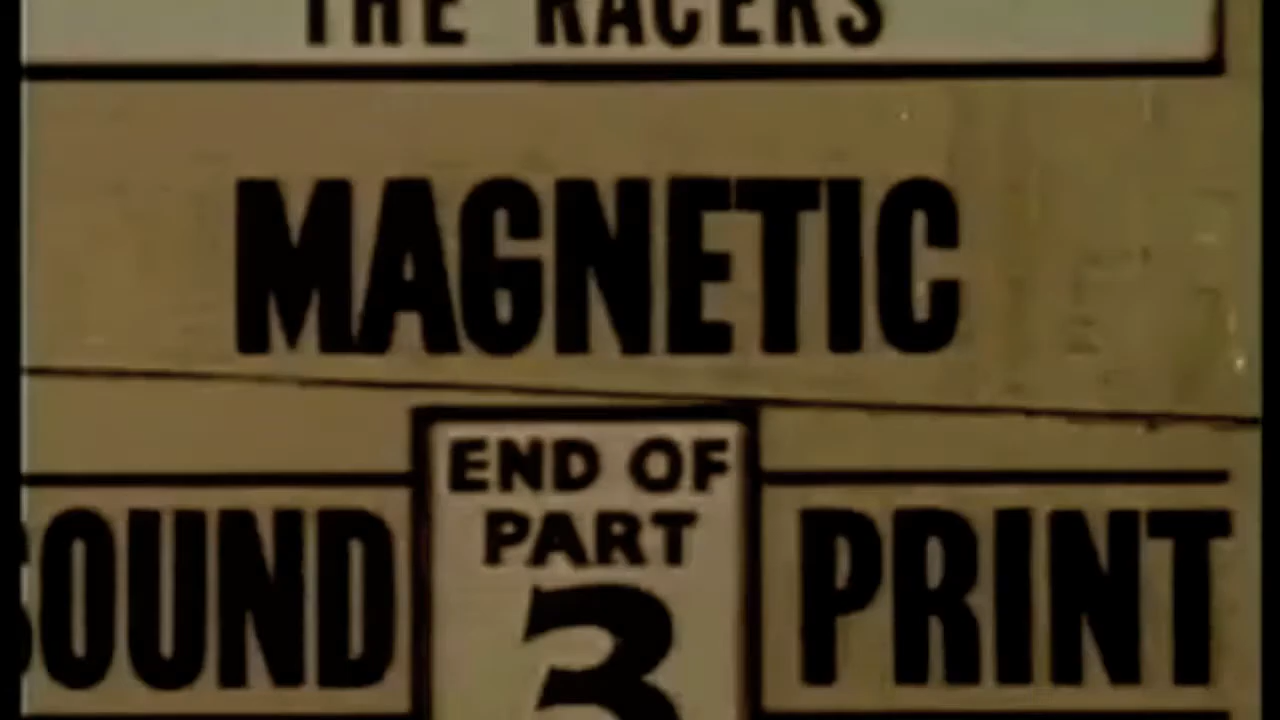 THE RACERS
MAGNETIC
SOUND
END OF
PART
3
PRINT